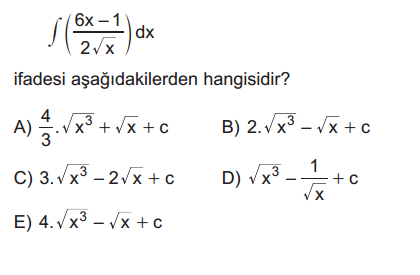 ∫(6x – 1 / 2√x) dx
ifadesi aşağıdakilerden hangisidir?
A) 4/3 . √x³ + √x + c
B) 2.√x³ – √x + c
C) 3.√x³ – 2√x + c
D) √x³ – 1/√x + c
E) 4.√x³ – √x + c